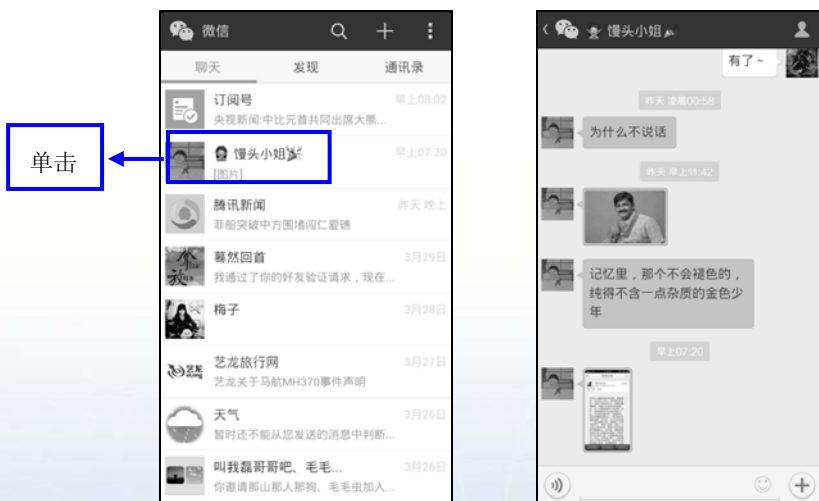 单击
微信
聊天 发现 通讯录
订阅号 早上08:02
央视新闻:中比元首共同出席大熊...
馒头小姐 早上07:20
[图片]
腾讯新闻 昨天 晚上
菲船突破中方围堵闯仁爱礁
蓦然回首 3月29日
我通过了你的好友验证请求，现在...
梅子 3月28日
艺龙旅行网 3月27日
艺龙关于马航MH370事件声明
天气 3月26日
暂时还不能从您发送的消息中判断...
叫我磊哥哥吧、毛毛... 3月26日
你邀请那山那人那狗、毛毛虫加入...
馒头小姐
有了~
昨天 凌晨00:58
为什么不说话
昨天 早上11:42
记忆里，那个不会褪色的，
纯得不含一点杂质的金色少
年
早上07:20